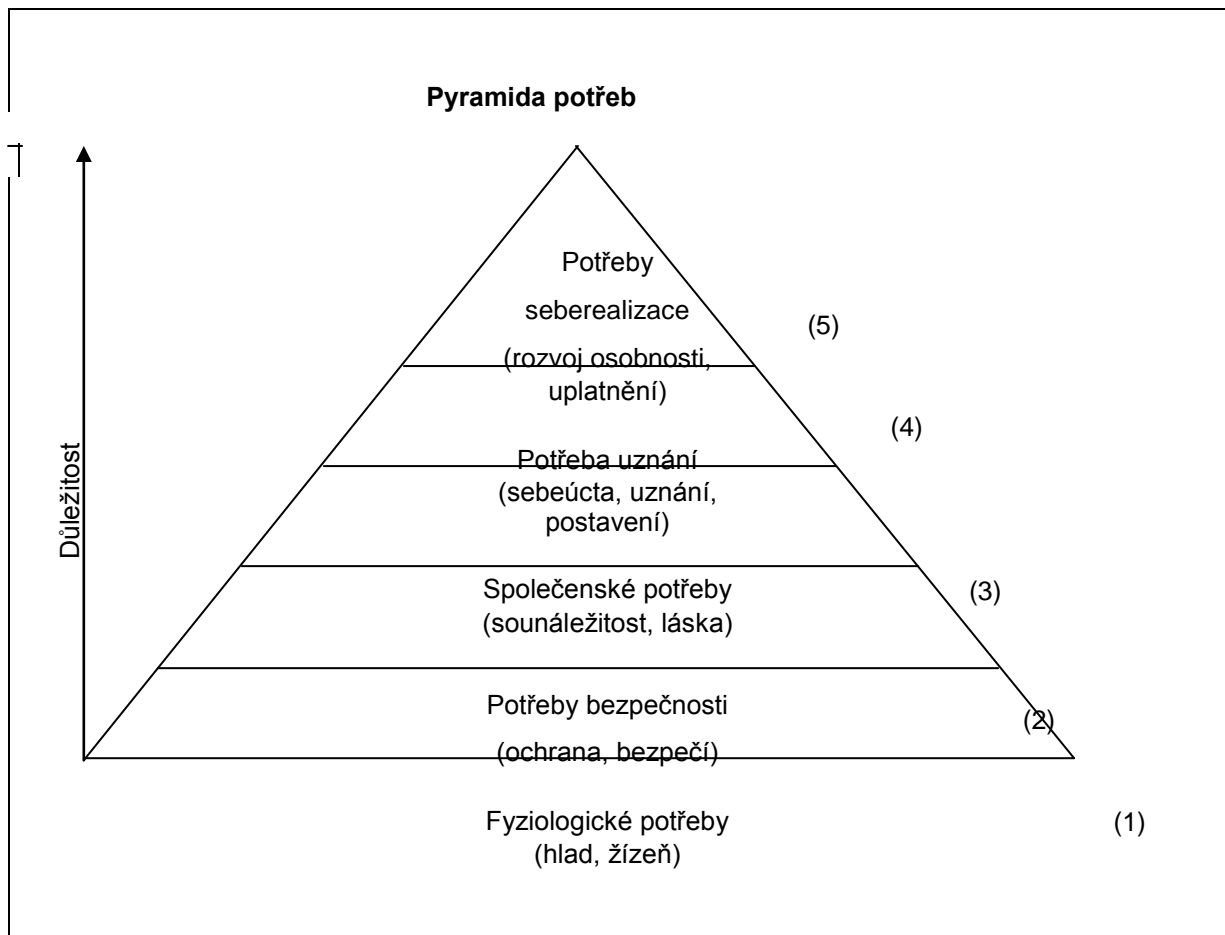 Pyramida potřeb
Potřeby
seberealizace
(5)
(rozvoj osobnosti,
uplatnění)
(4)
Důležitost
Potřeba uznání
(sebeúcta, uznání,
postavení)
Společenské potřeby
(3)
(sounáležitost, láska)
Potřeby bezpečnosti
(2)
(ochrana, bezpečí)
Fyziologické potřeby
(1)
(hlad, žízeň)